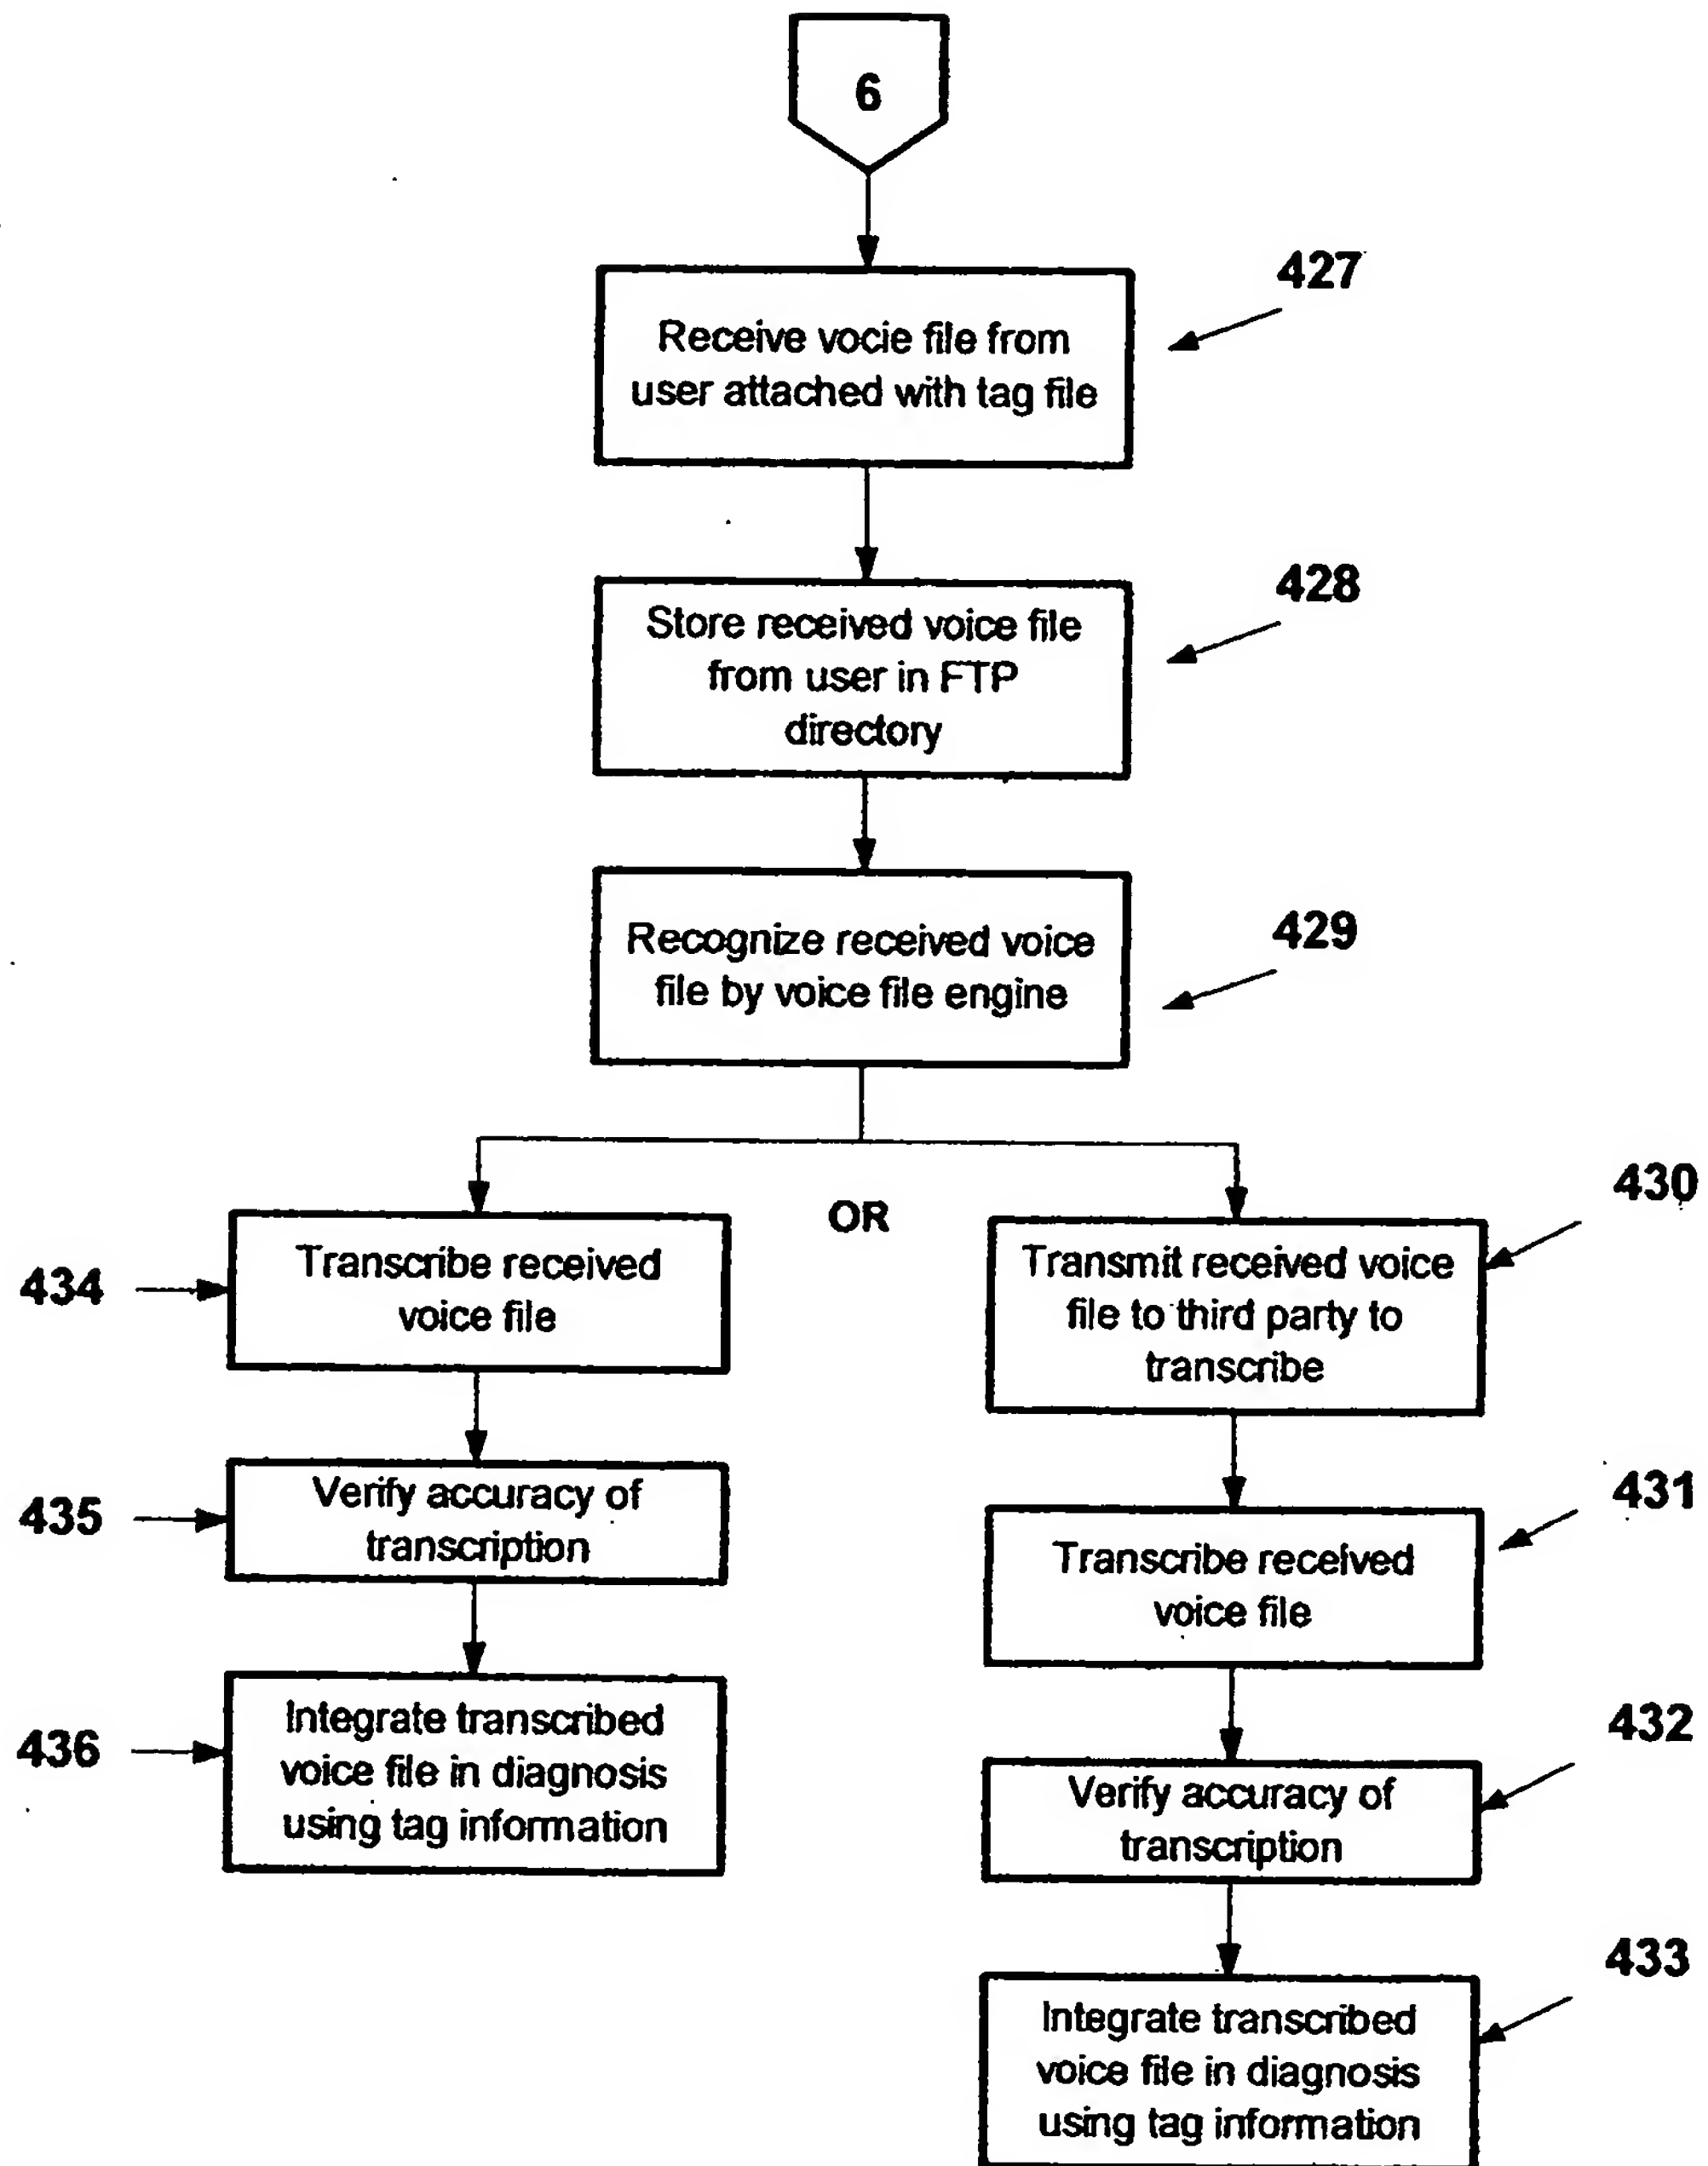 6
427
Receive vocie file from
user attached with tag file
428
Store received voice file
from user in FTP
directory
429
Recognize received voice
file by voice file engine
OR
434
Transcribe received
voice file
435
Verify accuracy of
transcription
436
Integrate transcribed
voice file in diagnosis
using tag information
430
Transmit received voice
file to third party to
transcribe
431
Transcribe received
voice file
432
Verify accuracy of
transcription
433
Integrate transcribed
voice file in diagnosis
using tag information